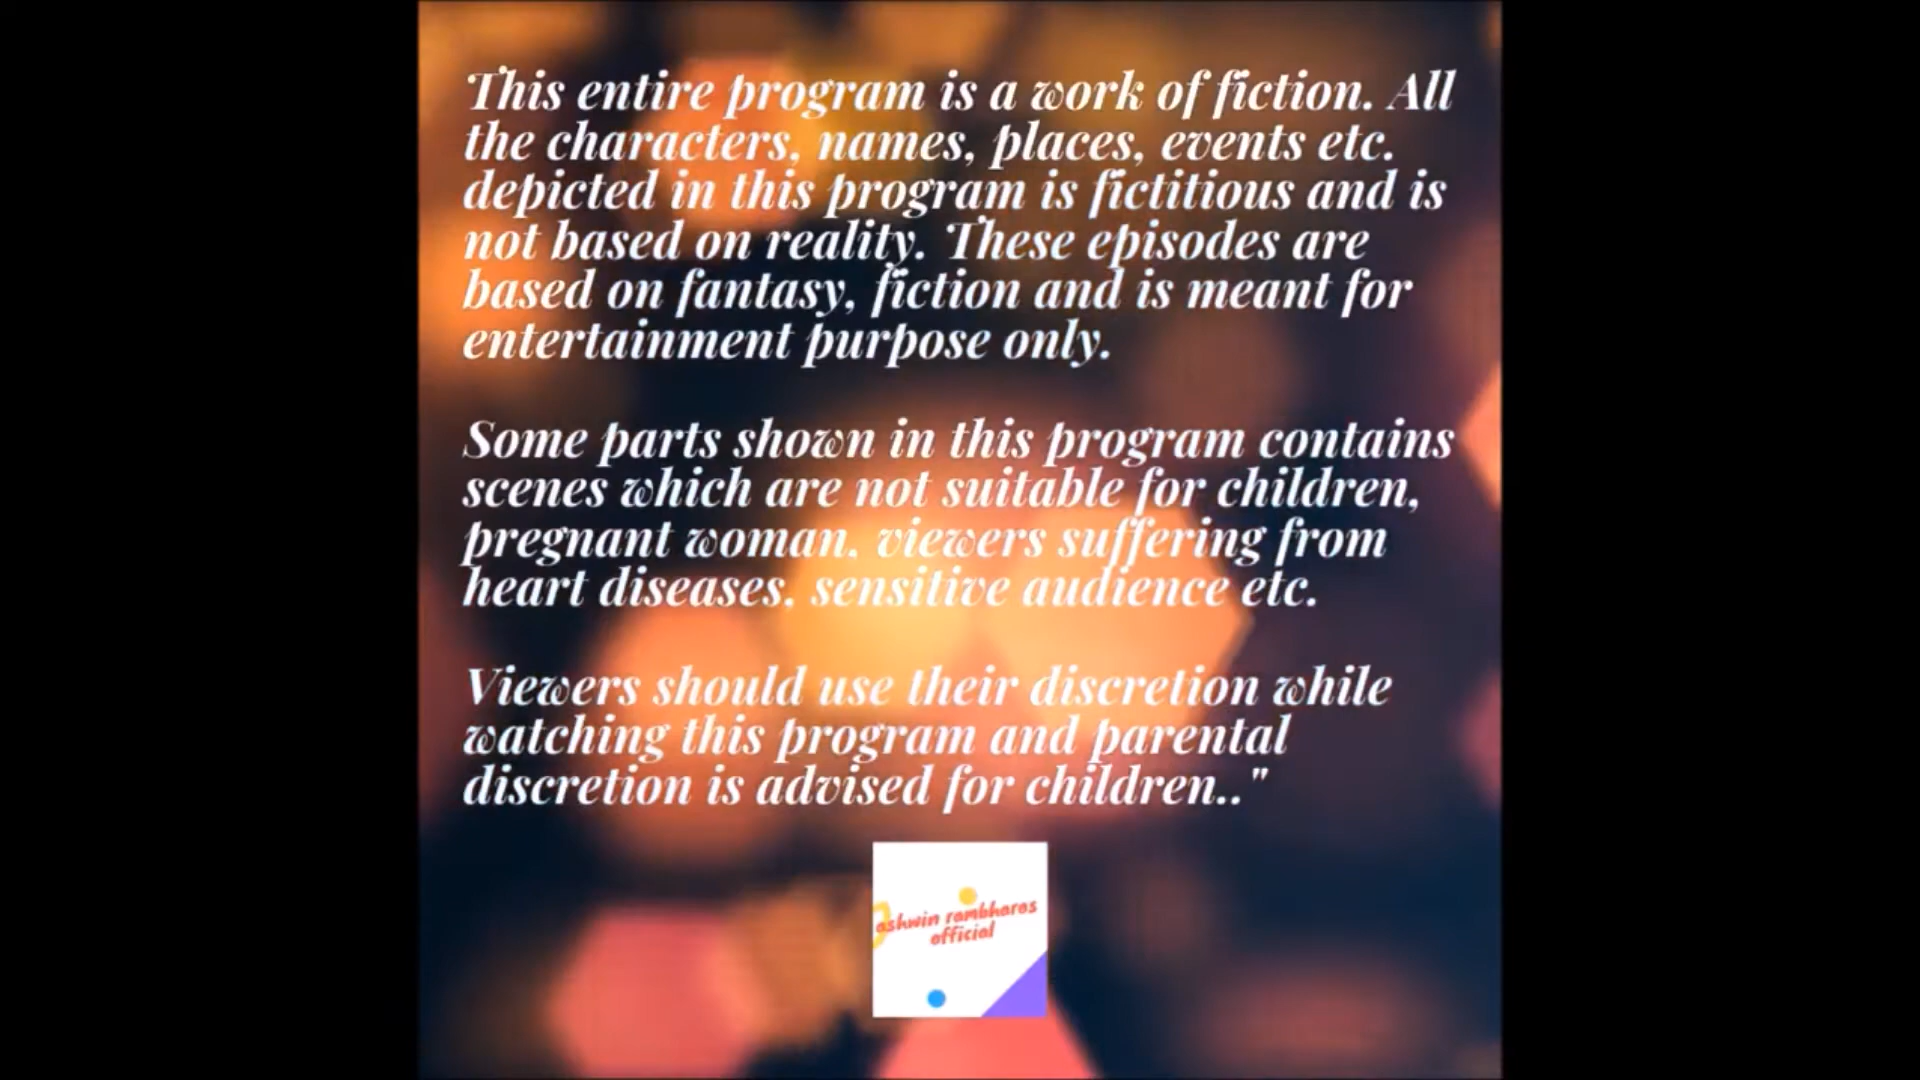 This entire program is a work of fiction. All
the characters, names, places, events etc.
depicted in this program is fictitious and is
not based on reality. These episodes are
based on fantasy, fiction and is meant for
entertainment purpose only.
Some parts shown in this program contains
scenes which are not suitable for children,
pregnant woman, viewers suffering from
heart diseases, sensitive audience etc.
Viewers should use their discretion while
watching this program and parental
discretion is advised for children.."
ashwin rambharos
official